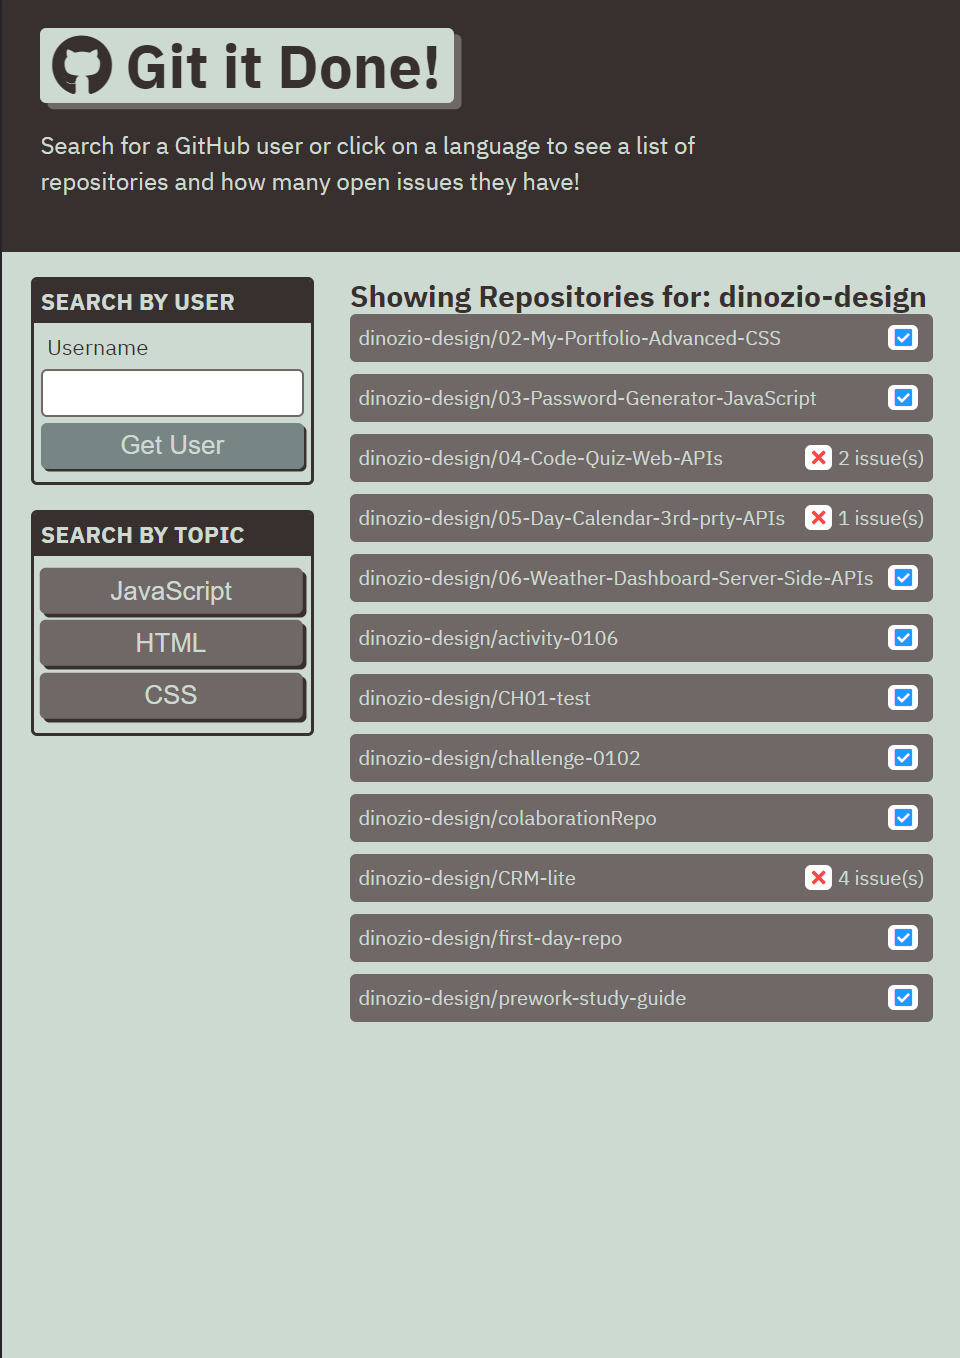 Git it Done!
Search for a GitHub user or click on a language to see a list of
repositories and how many open issues they have!
SEARCH BY USER
Username
Get User
SEARCH BY TOPIC
JavaScript
HTML
CSS
Showing Repositories for: dinozio-design
dinozio-design/02-My-Portfolio-Advanced-CSS
dinozio-design/03-Password-Generator-JavaScript
dinozio-design/04-Code-Quiz-Web-APIs 2 issue(s)
dinozio-design/05-Day-Calendar-3rd-prty-APIs 1 issue(s)
dinozio-design/06-Weather-Dashboard-Server-Side-APIs
dinozio-design/activity-0106
dinozio-design/CH01-test
dinozio-design/challenge-0102
dinozio-design/colaborationRepo
dinozio-design/CRM-lite 4 issue(s)
dinozio-design/first-day-repo
dinozio-design/prework-study-guide